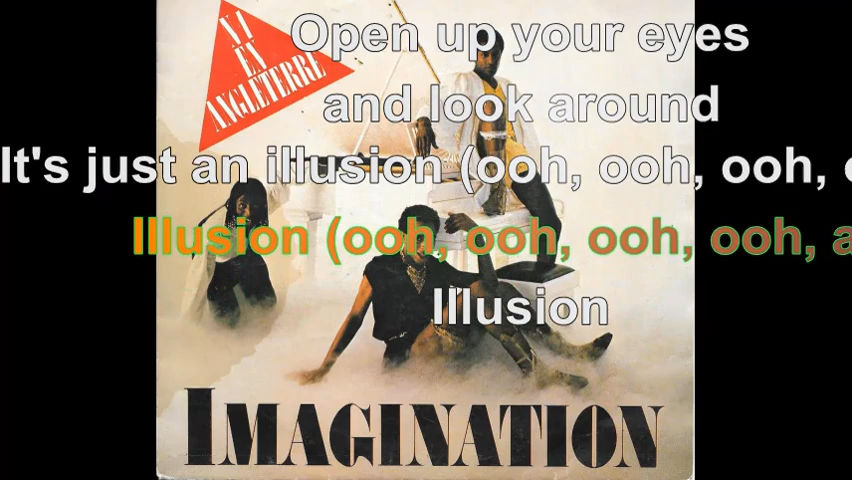 N.1
EN
ANGLETERRE
Open up your eyes
and look around
It's just an illusion (ooh, ooh, ooh,
Illusion (ooh, ooh, ooh, ooh, a
Illusion
IMAGINATION